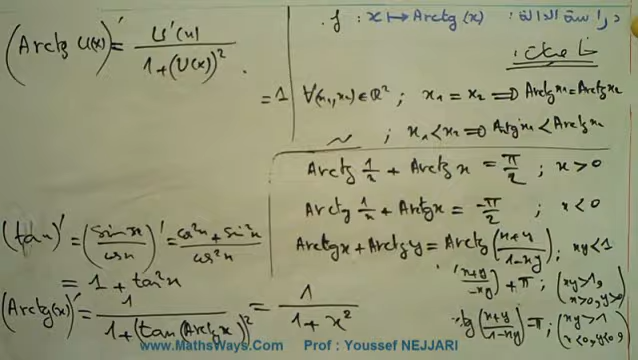 دراسة الدالة : f : x ↦ Arctg(x)
خاصيات :
(Arctg U(x))' = U'(x) / 1+(U(x))² .
∀(x₁,x₂)∈ℝ² ; x₁ = x₂ ⟹ Arctg x₁ = Arctg x₂
; x₁ < x₂ ⟹ Arctg x₁ < Arctg x₂
Arctg 1/x + Arctg x = π/2 ; x > 0
Arctg 1/x + Arctg x = -π/2 ; x < 0
Arctg x + Arctg y = Arctg (x+y / 1-xy) ; xy < 1
(x+y / -xy) + π ; (xy > 1, x > 0, y > 0
tg (x+y / 1-xy) - π ; (xy > 1 x < 0, y < 0
(tan)' = (sin x / cos x)' = cos²x + sin²x / cos²x
= 1 + tan²x
(Arctg(x))' = 1 / 1+(tan(Arctg x))² = 1 / 1+x²
www.MathsWays.com Prof : Youssef NEJJARI